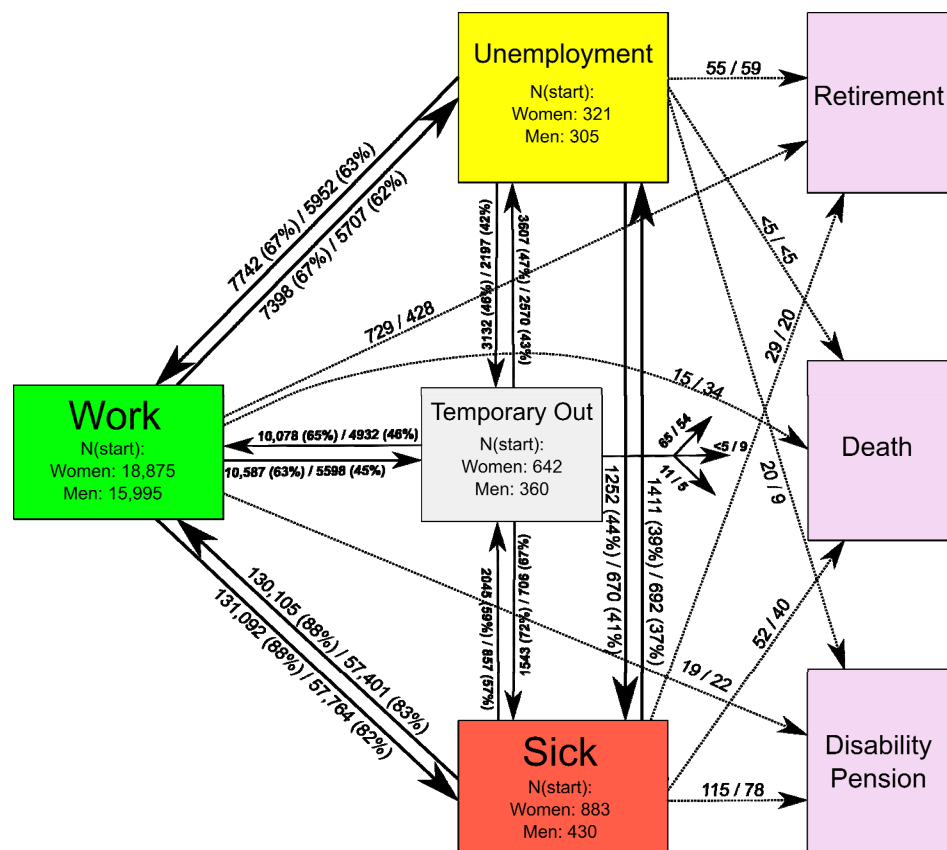 Unemployment
N(start):
Women: 321
Men: 305
55 / 59
Retirement
7742 (67%) / 5952 (63%)
7398 (67%) / 5707 (62%)
3132 (46%) / 2197 (42%)
3607 (47%) / 2570 (43%)
<5 / <5
29 / 20
729 / 428
15 / 34
Work
N(start):
Women: 18,875
Men: 15,995
10,078 (65%) / 4932 (46%)
10,587 (63%) / 5598 (45%)
Temporary Out
N(start):
Women: 642
Men: 360
65 / 54
<5 / 9
11 / 5
Death
20 / 9
1252 (44%) / 670 (41%)
1411 (39%) / 692 (37%)
130,105 (88%) / 57,401 (83%)
131,092 (88%) / 57,764 (82%)
2045 (59%) / 857 (57%)
1543 (72%) / 706 (67%)
52 / 40
19 / 22
Sick
N(start):
Women: 883
Men: 430
115 / 78
Disability
Pension